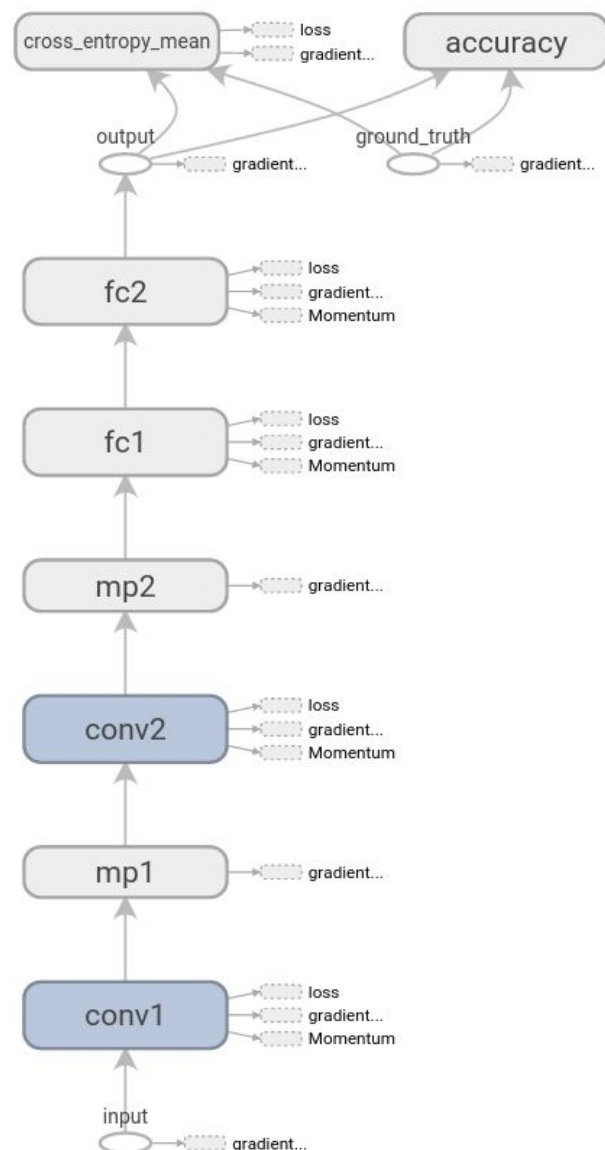 cross_entropy_mean
loss
gradient...
accuracy
output
gradient...
ground_truth
gradient...
fc2
loss
gradient...
Momentum
fc1
loss
gradient...
Momentum
mp2
gradient...
conv2
loss
gradient...
Momentum
mp1
gradient...
conv1
loss
gradient...
Momentum
input
gradient...